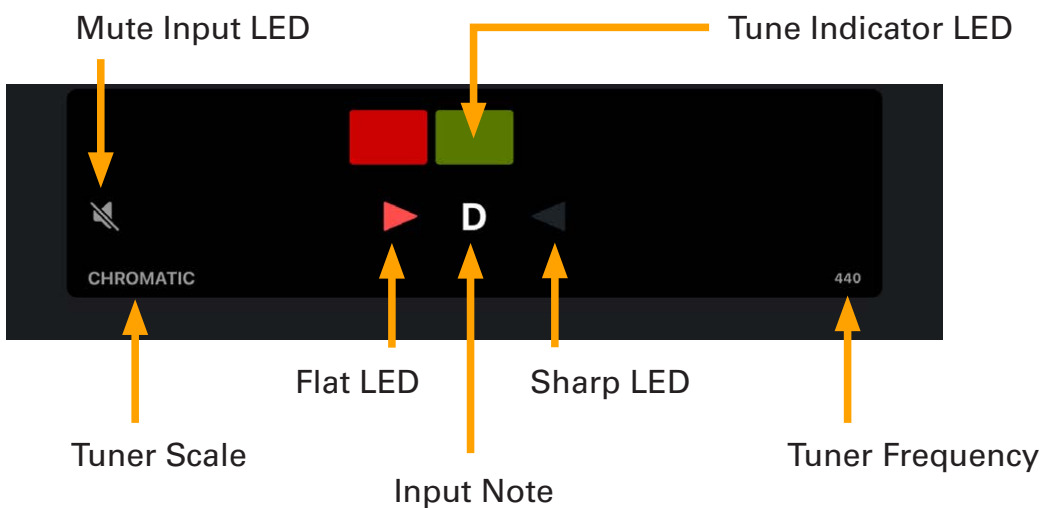 Mute Input LED
Tune Indicator LED
D
CHROMATIC
440
Flat LED
Sharp LED
Tuner Scale
Tuner Frequency
Input Note